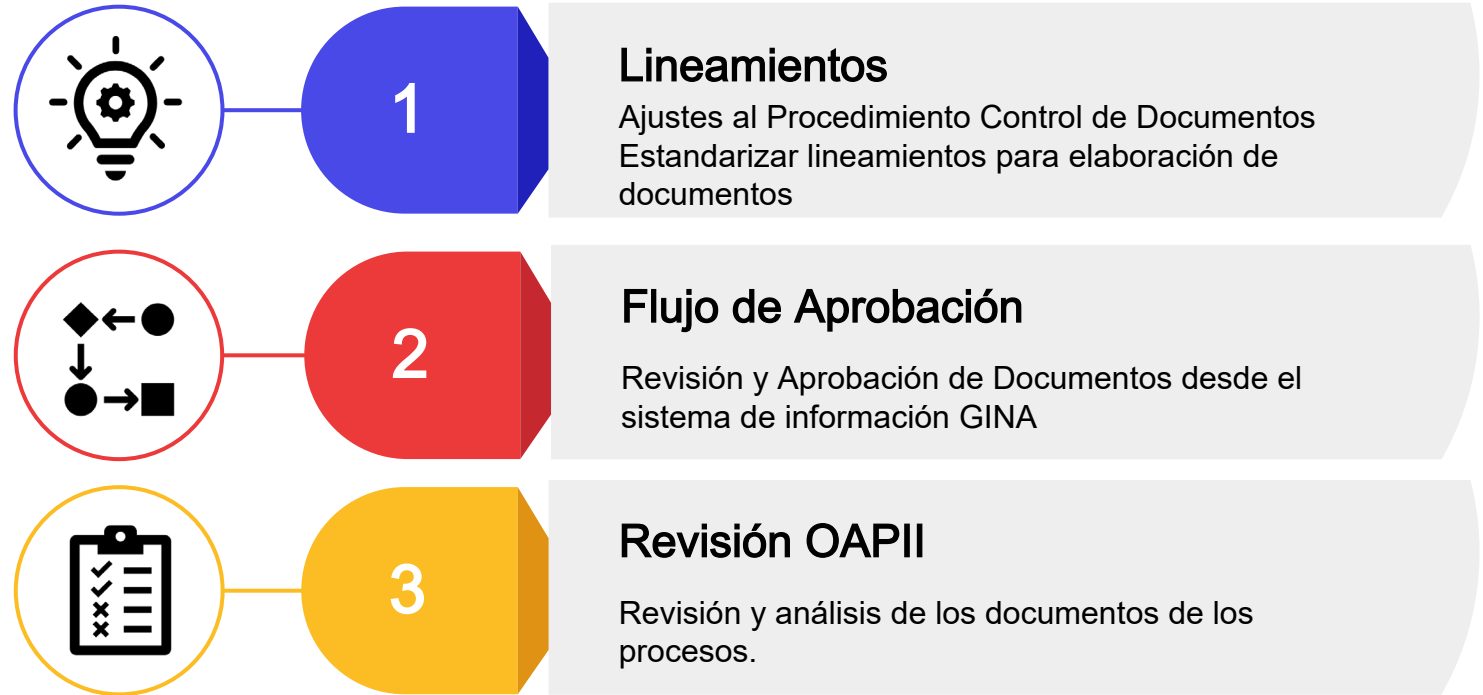 1
Lineamientos
Ajustes al Procedimiento Control de Documentos
Estandarizar lineamientos para elaboración de
documentos
2
Flujo de Aprobación
Revisión y Aprobación de Documentos desde el
sistema de información GINA
3
Revisión OAPII
Revisión y análisis de los documentos de los
procesos.